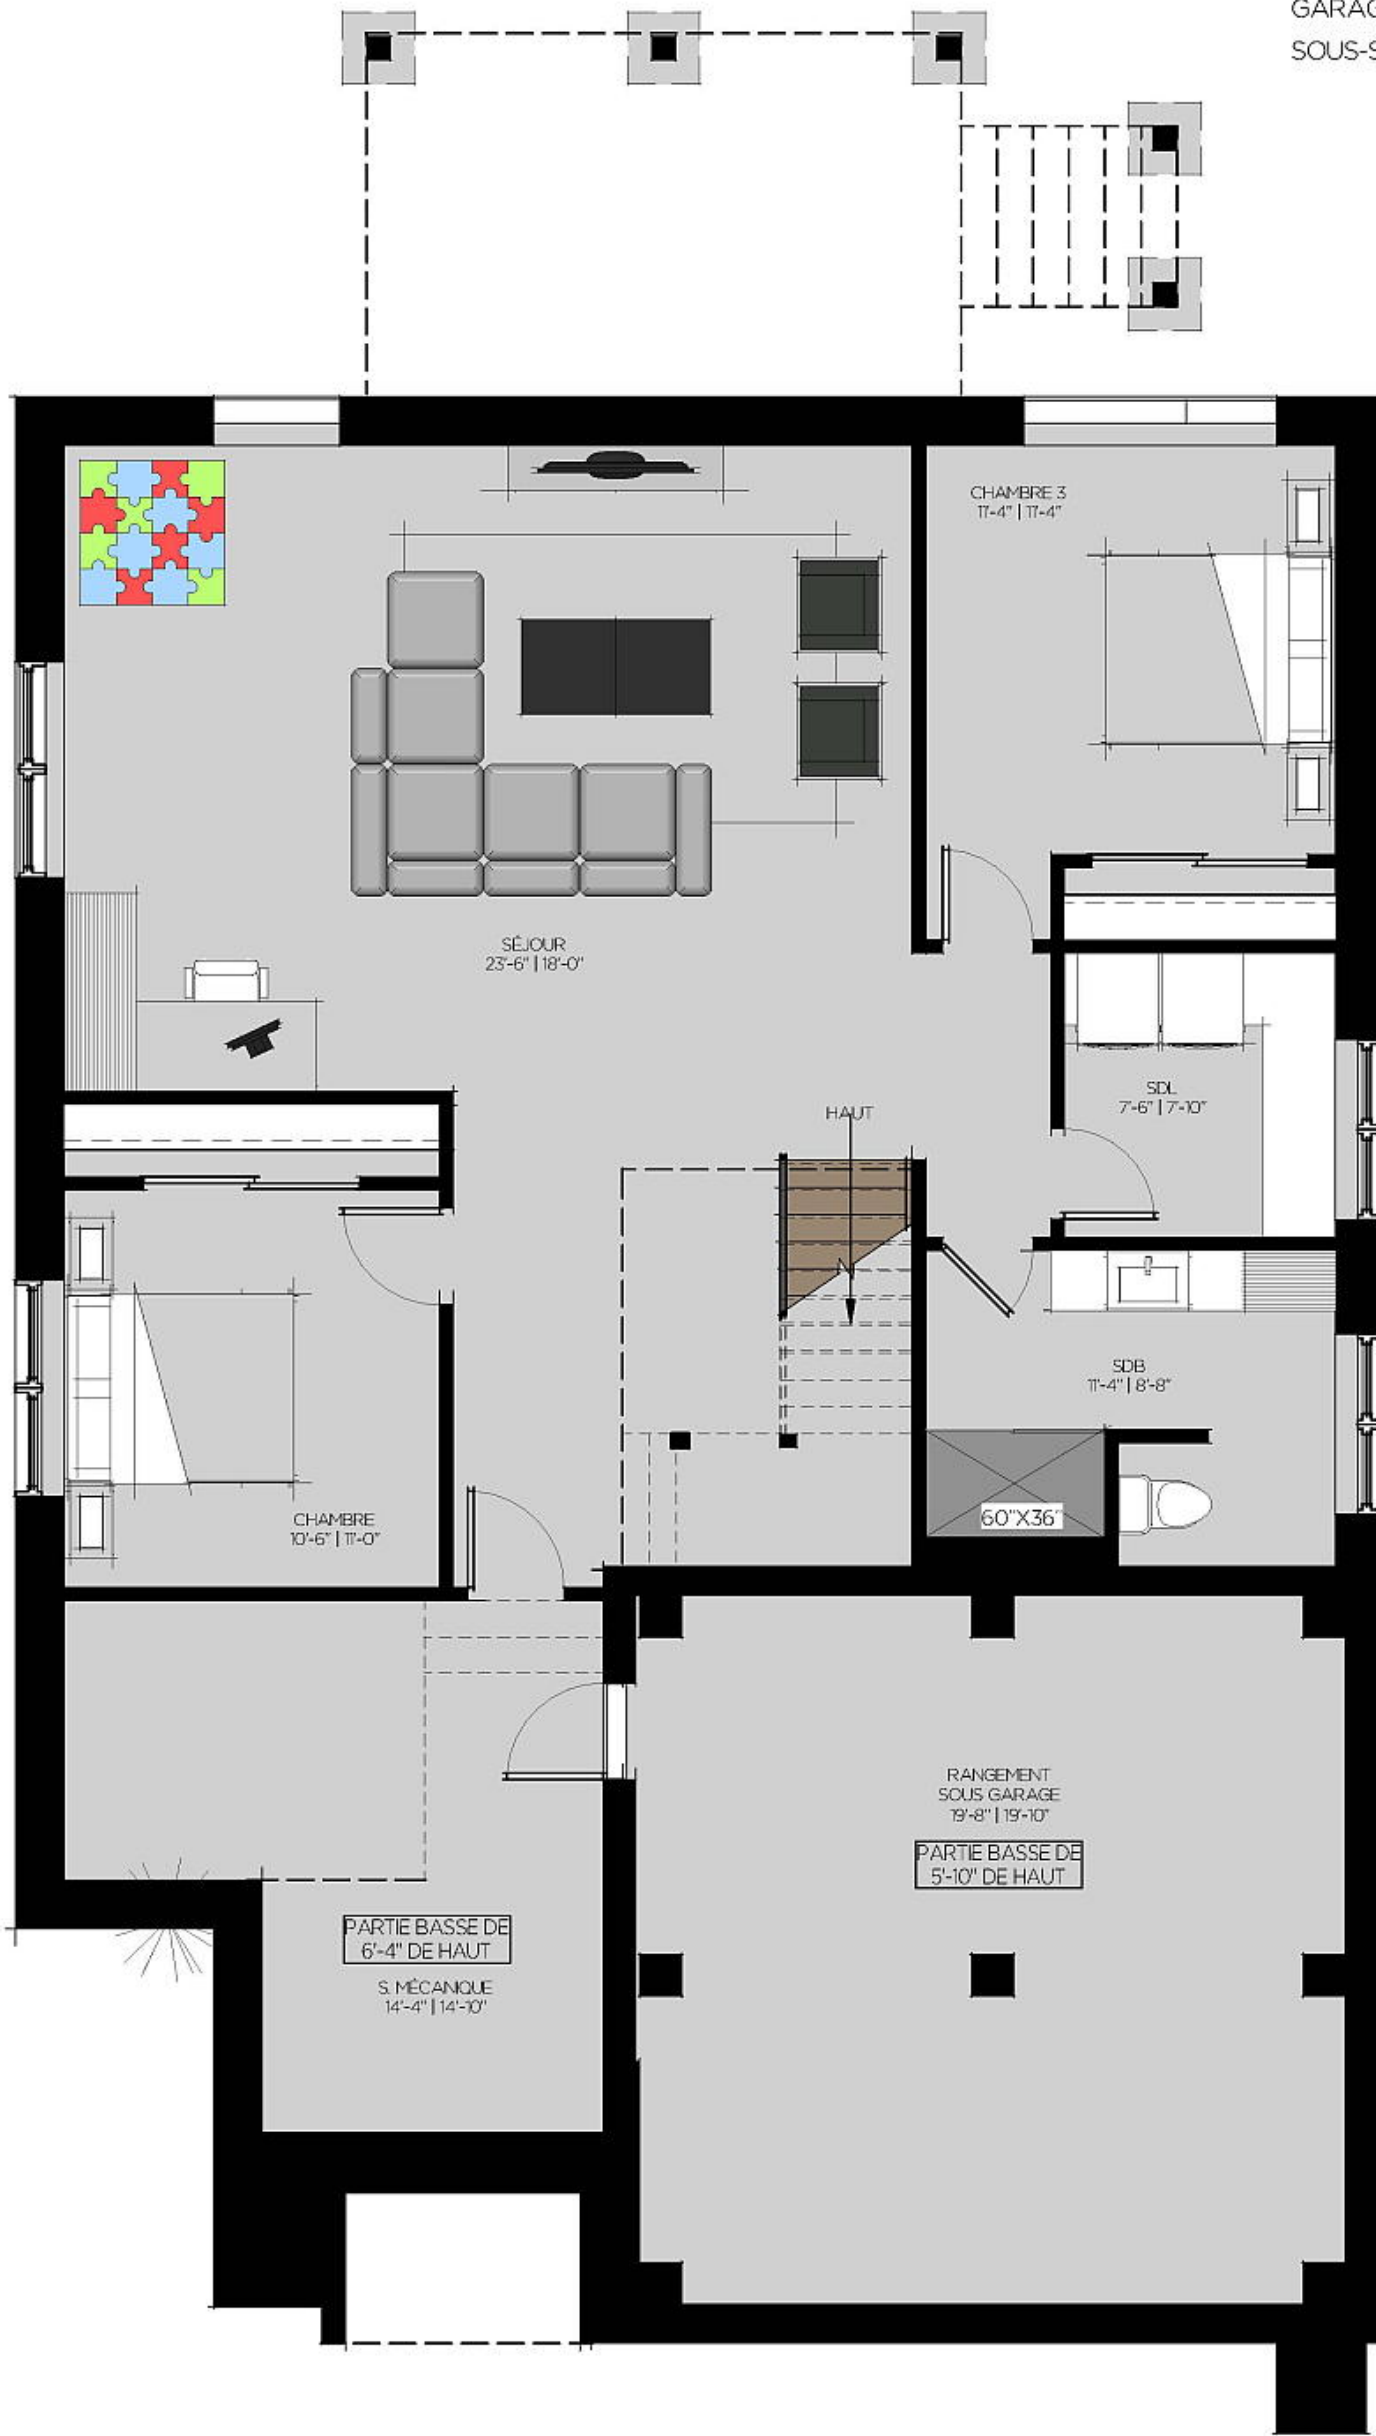 SÉJOUR
23'-6" | 18'-0"
CHAMBRE 3
11'-4" | 11'-4"
SDL
7'-6" | 7'-10"
HAUT
SDB
11'-4" | 8'-8"
60"X36"
CHAMBRE
10'-6" | 11'-0"
RANGEMENT
SOUS GARAGE
19'-8" | 19'-10"
PARTIE BASSE DE
5'-10" DE HAUT
PARTIE BASSE DE
6'-4" DE HAUT
S. MÉCANIQUE
14'-4" | 14'-10"